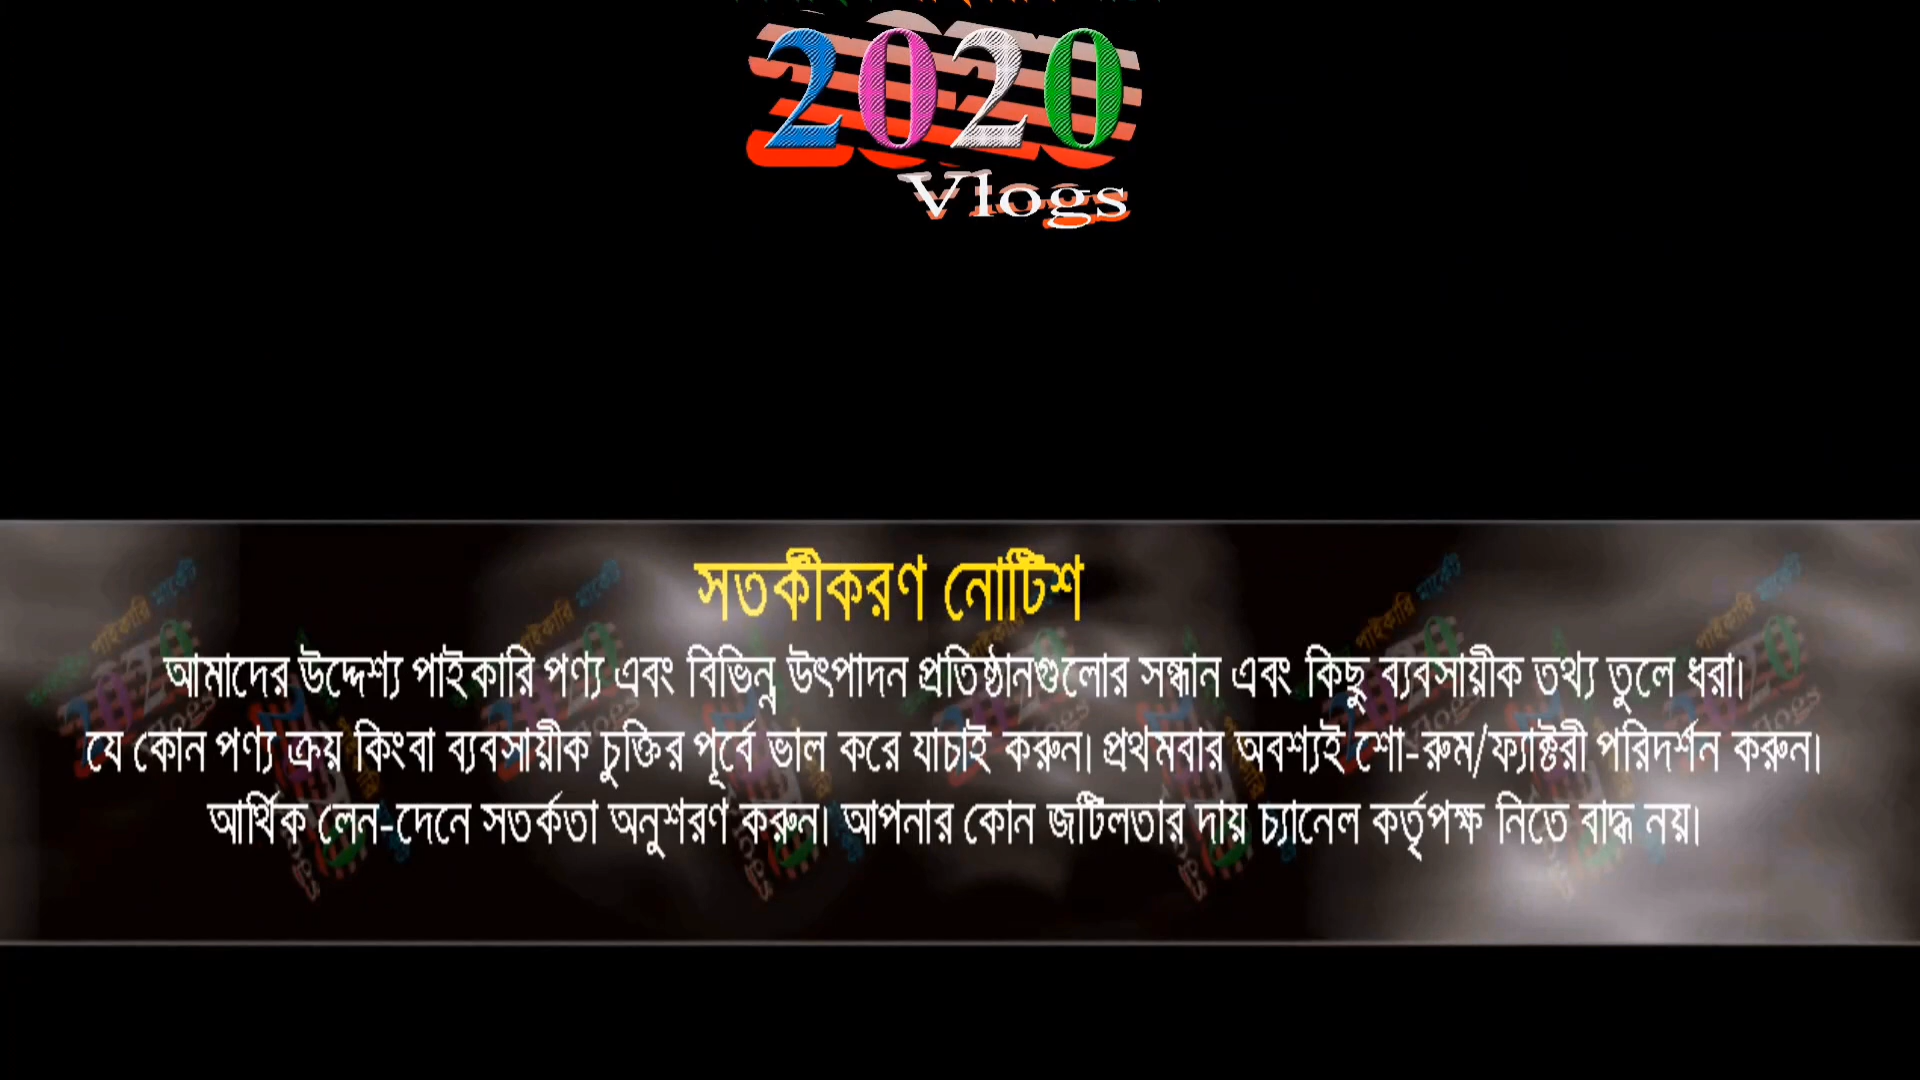 2020
Vlogs
সতর্কীকরণ নোটিশ
আমাদের উদ্দেশ্য পাইকারি পণ্য এবং বিভিন্ন উৎপাদন প্রতিষ্ঠানগুলোর সন্ধান এবং কিছু ব্যবসায়ীক তথ্য তুলে ধরা।
যে কোন পণ্য ক্রয় কিংবা ব্যবসায়ীক চুক্তির পূর্বে ভাল করে যাচাই করুন। প্রথমবার অবশ্যই শো-রুম/ফ্যাক্টরী পরিদর্শন করুন।
আর্থিক লেন-দেনে সতর্কতা অনুশরণ করুন। আপনার কোন জটিলতার দায় চ্যানেল কর্তৃপক্ষ নিতে বাদ্ধ নয়।